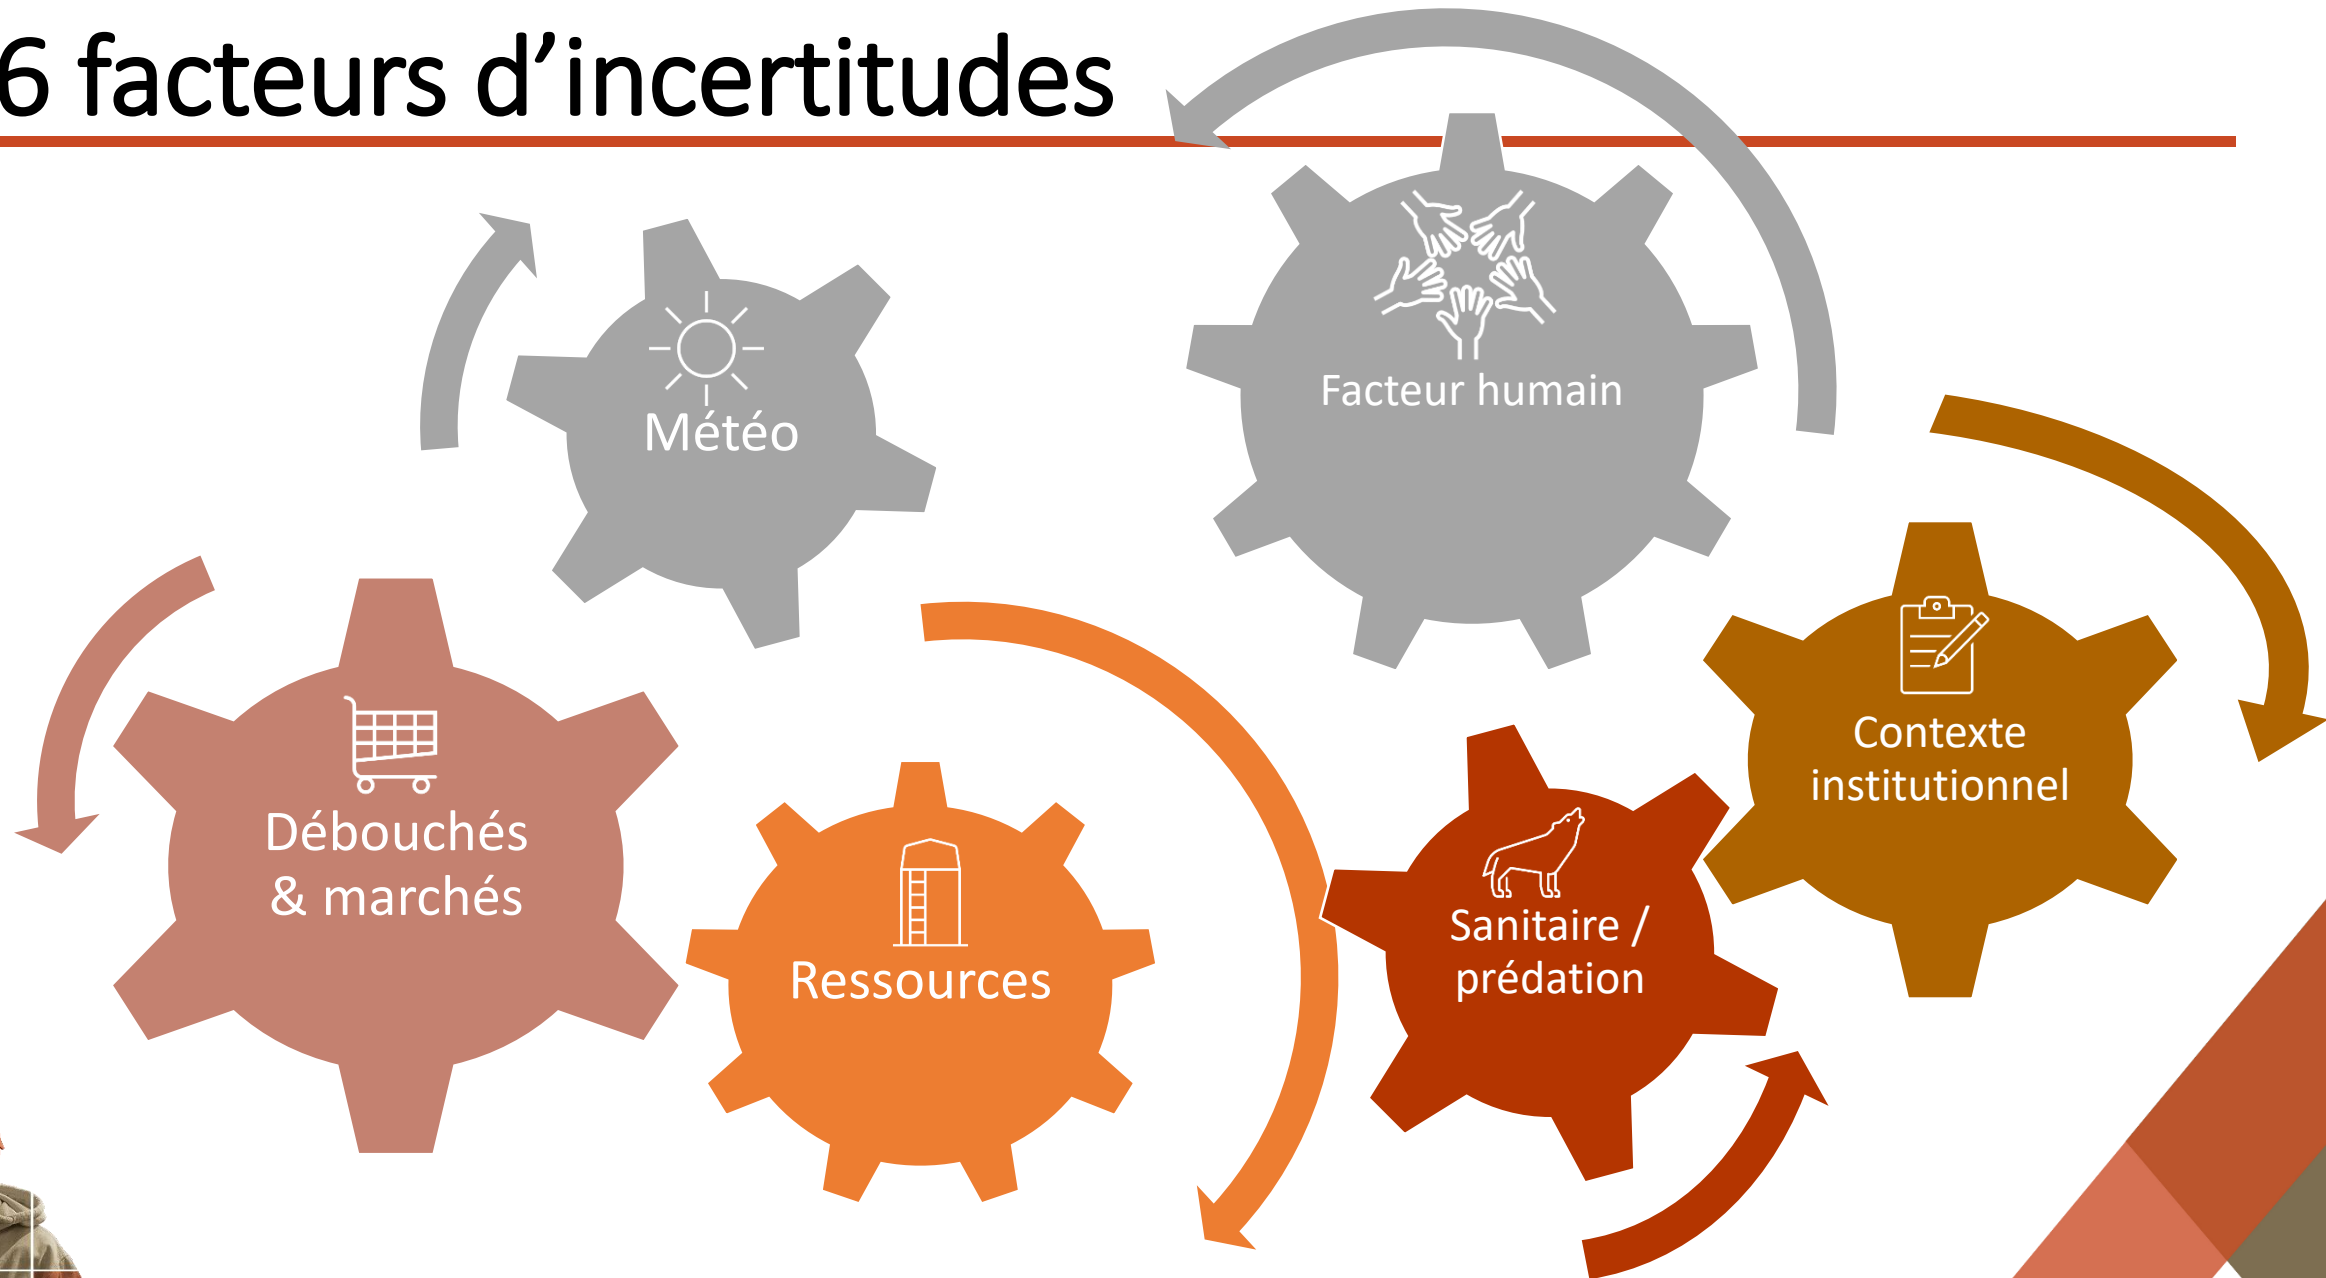 6 facteurs d’incertitudes
Météo
Facteur humain
Débouchés
& marchés
Ressources
Sanitaire /
prédation
Contexte
institutionnel